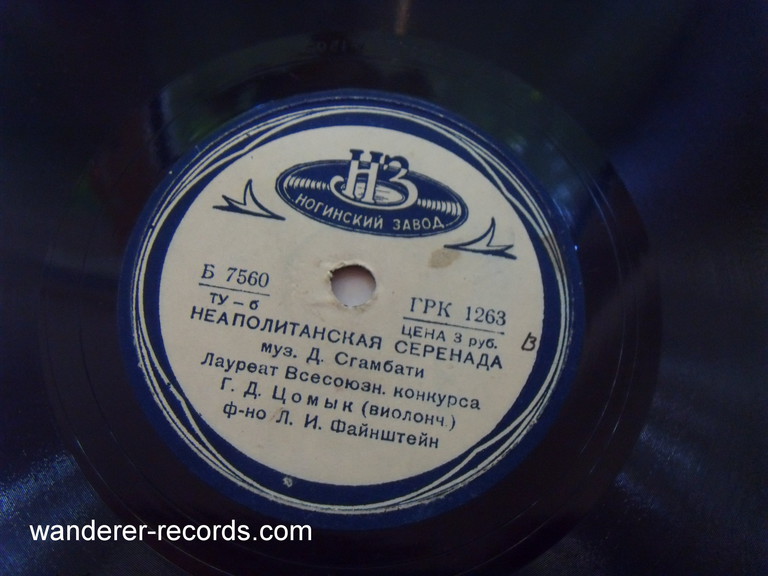 НЗ
НОГИНСКИЙ ЗАВОД
Б 7560
ТУ – б
ГРК 1263
ЦЕНА 3 руб.
НЕАПОЛИТАНСКАЯ СЕРЕНАДА
муз. Д. Сгамбати
Лауреат Всесоюзн. конкурса
Г. Д. Цомык (виолонч.)
ф-но Л. И. Файнштейн
В
wanderer-records.com